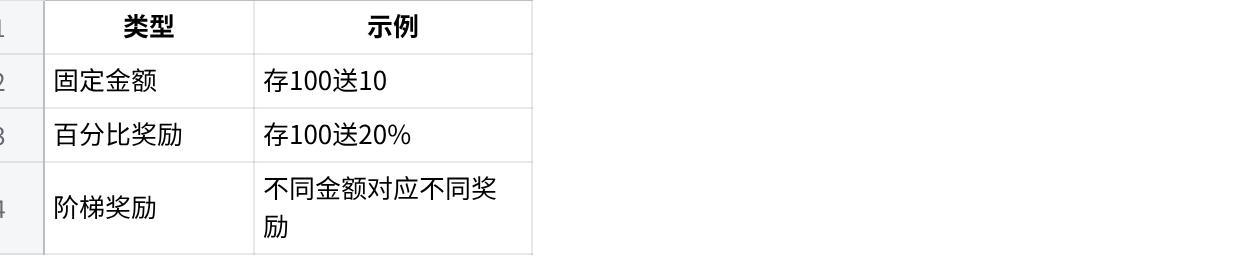 类型 示例
固定金额 存100送10
百分比奖励 存100送20%
阶梯奖励 不同金额对应不同奖
励